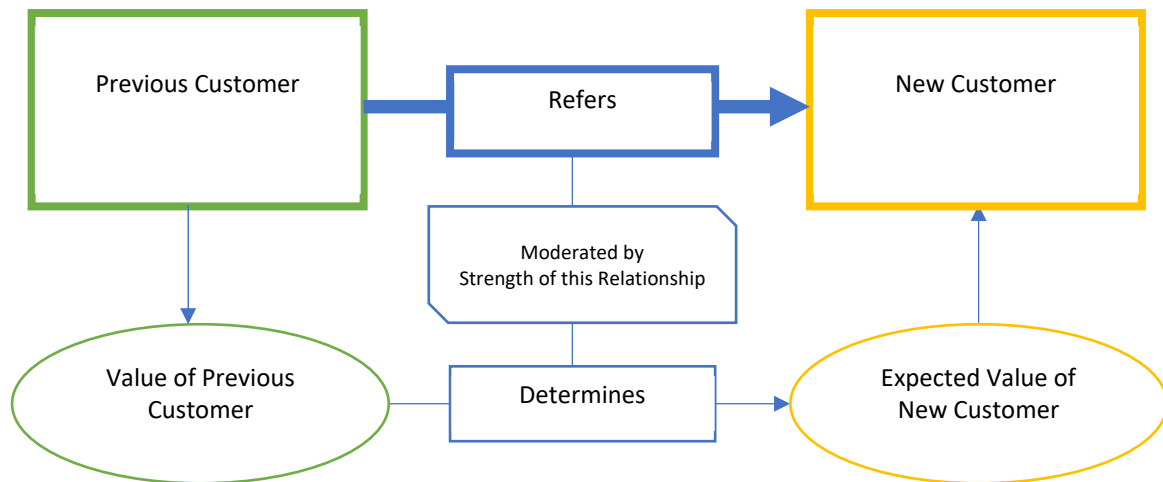 Previous Customer
Refers
New Customer
Moderated by
Strength of this Relationship
Value of Previous
Customer
Determines
Expected Value of
New Customer